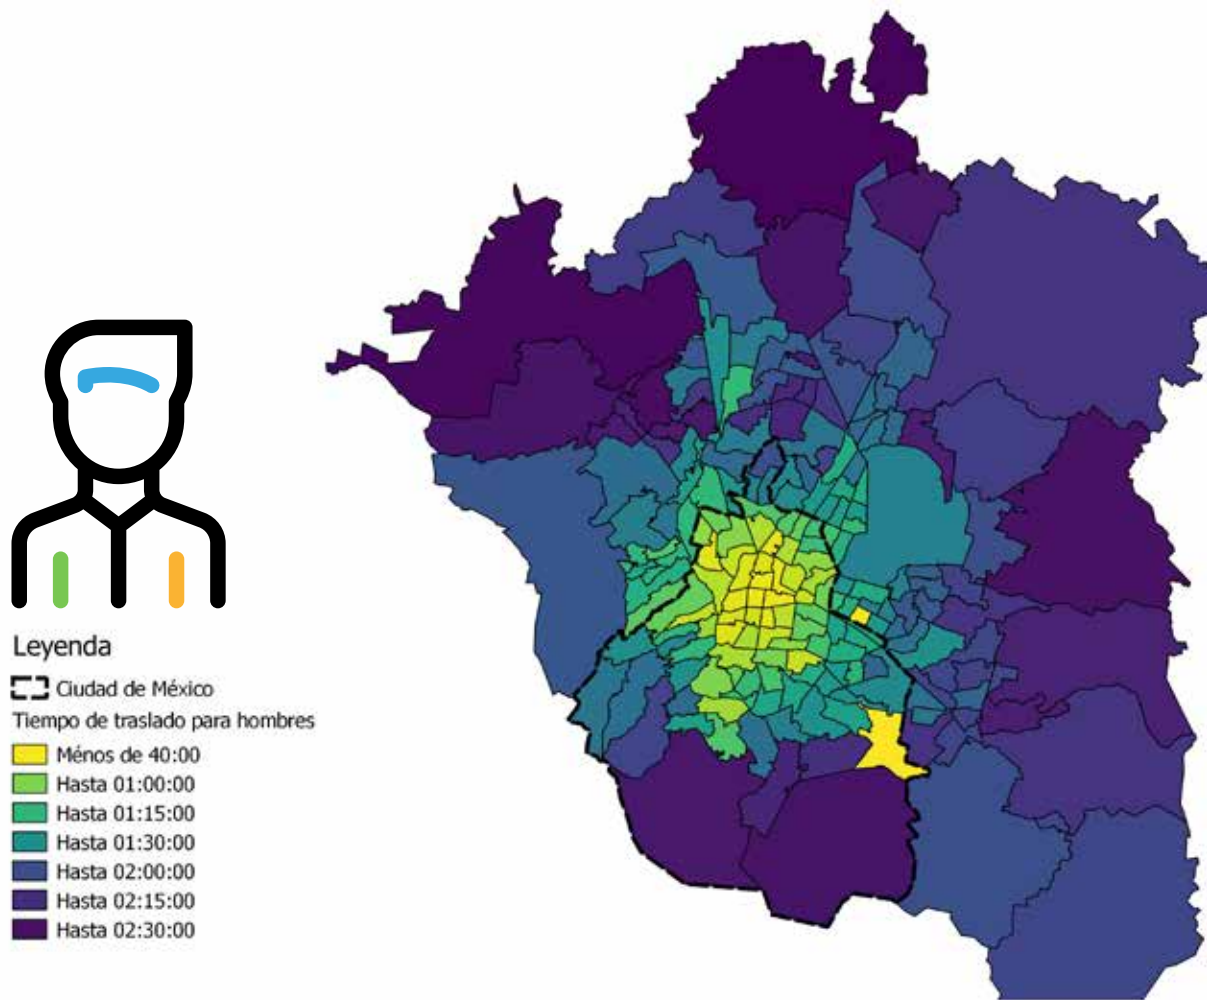 Leyenda
Ciudad de México
Tiempo de traslado para hombres
Ménos de 40:00
Hasta 01:00:00
Hasta 01:15:00
Hasta 01:30:00
Hasta 02:00:00
Hasta 02:15:00
Hasta 02:30:00